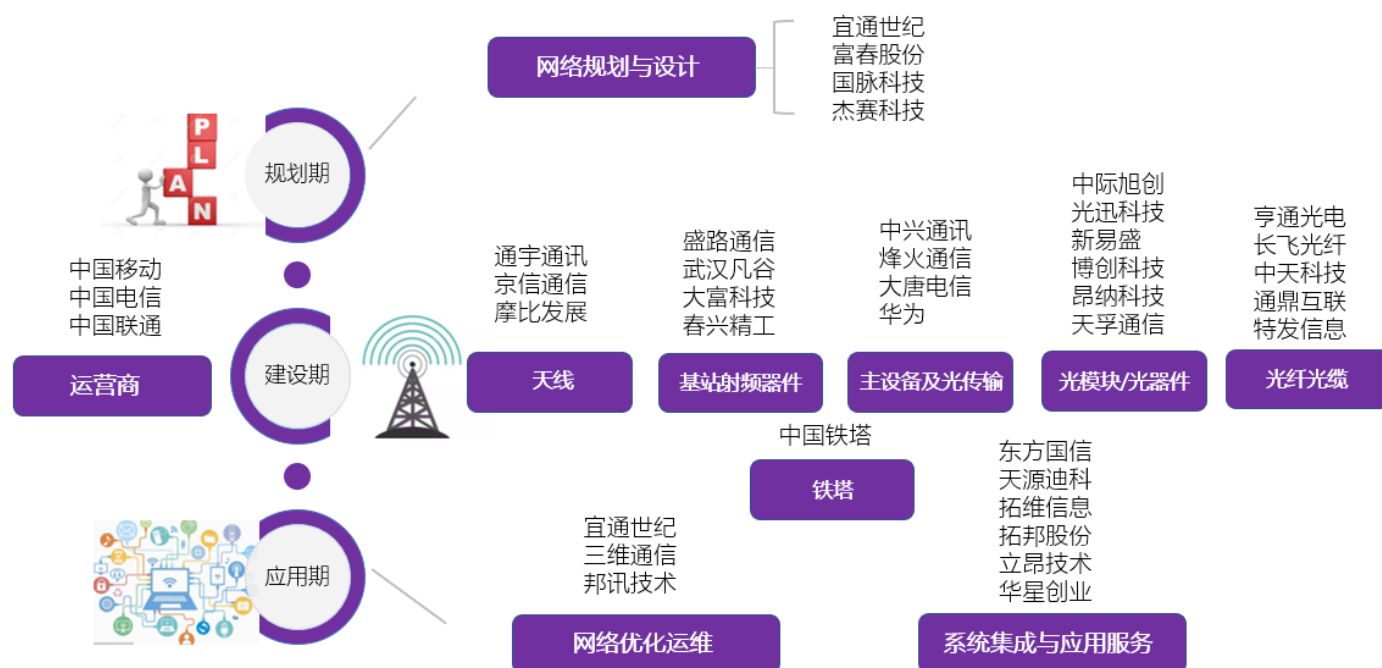 宜通世纪
富春股份
国脉科技
杰赛科技
网络规划与设计
P
L
A
N
规划期
中国移动
中国电信
中国联通
运营商
建设期
通宇通讯
京信通信
摩比发展
天线
盛路通信
武汉凡谷
大富科技
春兴精工
基站射频器件
中兴通讯
烽火通信
大唐电信
华为
主设备及光传输
中际旭创
光迅科技
新易盛
博创科技
昂纳科技
天孚通信
光模块/光器件
亨通光电
长飞光纤
中天科技
通鼎互联
特发信息
光纤光缆
中国铁塔
铁塔
应用期
宜通世纪
三维通信
邦讯技术
网络优化运维
东方国信
天源迪科
拓维信息
拓邦股份
立昂技术
华星创业
系统集成与应用服务